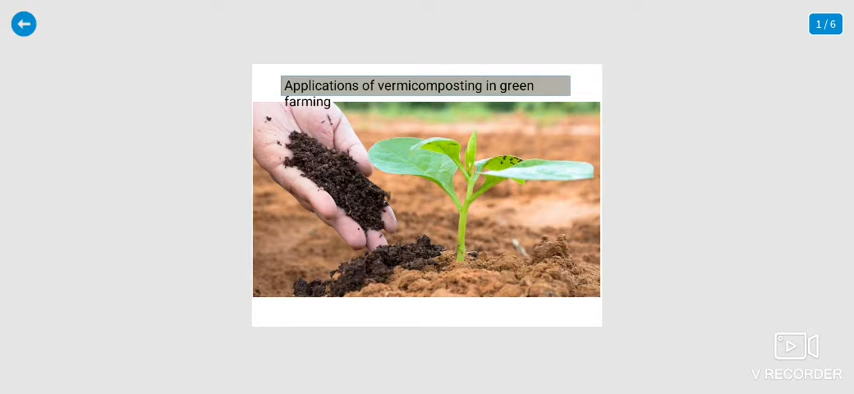 1 / 6
Applications of vermicomposting in green
farming
V RECORDER